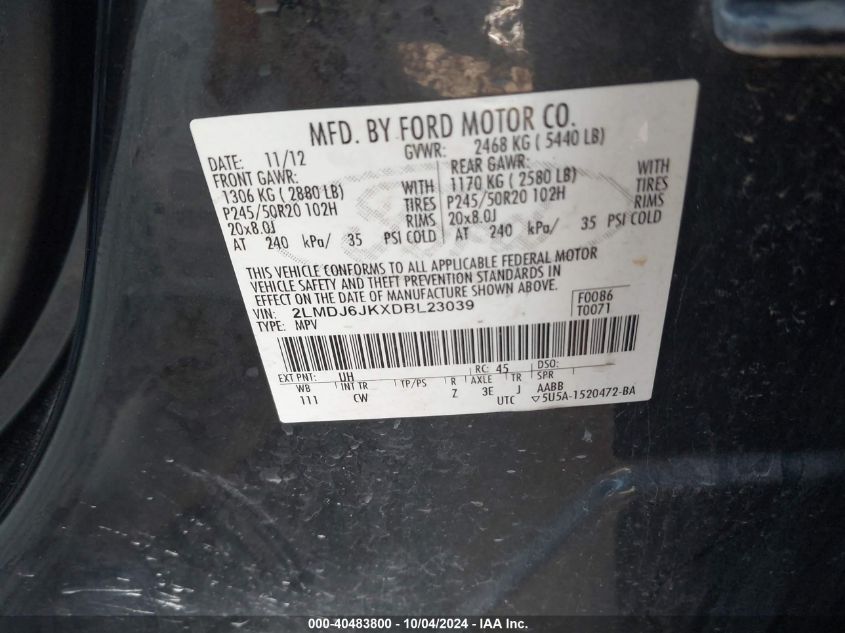 MFD. BY FORD MOTOR CO.
DATE: 11/12 GVWR: 2468 KG ( 5440 LB)
FRONT GAWR: REAR GAWR:
1306 KG ( 2880 LB) WITH 1170 KG ( 2580 LB) WITH
P245/50R20 102H TIRES P245/50R20 102H TIRES
20x8.0J RIMS 20x8.0J RIMS
AT 240 kPa/ 35 PSI COLD AT 240 kPa/ 35 PSI COLD
THIS VEHICLE CONFORMS TO ALL APPLICABLE FEDERAL MOTOR
VEHICLE SAFETY AND THEFT PREVENTION STANDARDS IN
EFFECT ON THE DATE OF MANUFACTURE SHOWN ABOVE.
VIN: 2LMDJ6JKXDBL23039 F0086
TYPE: MPV T0071
EXT PNT: UH RC: 45 DSO:
WB INT TR TP/PS R AXLE TR SPR
111 CW Z 3E J AABB
UTC ▽5U5A-1520472-BA
000-40483800 - 10/04/2024 - IAA Inc.